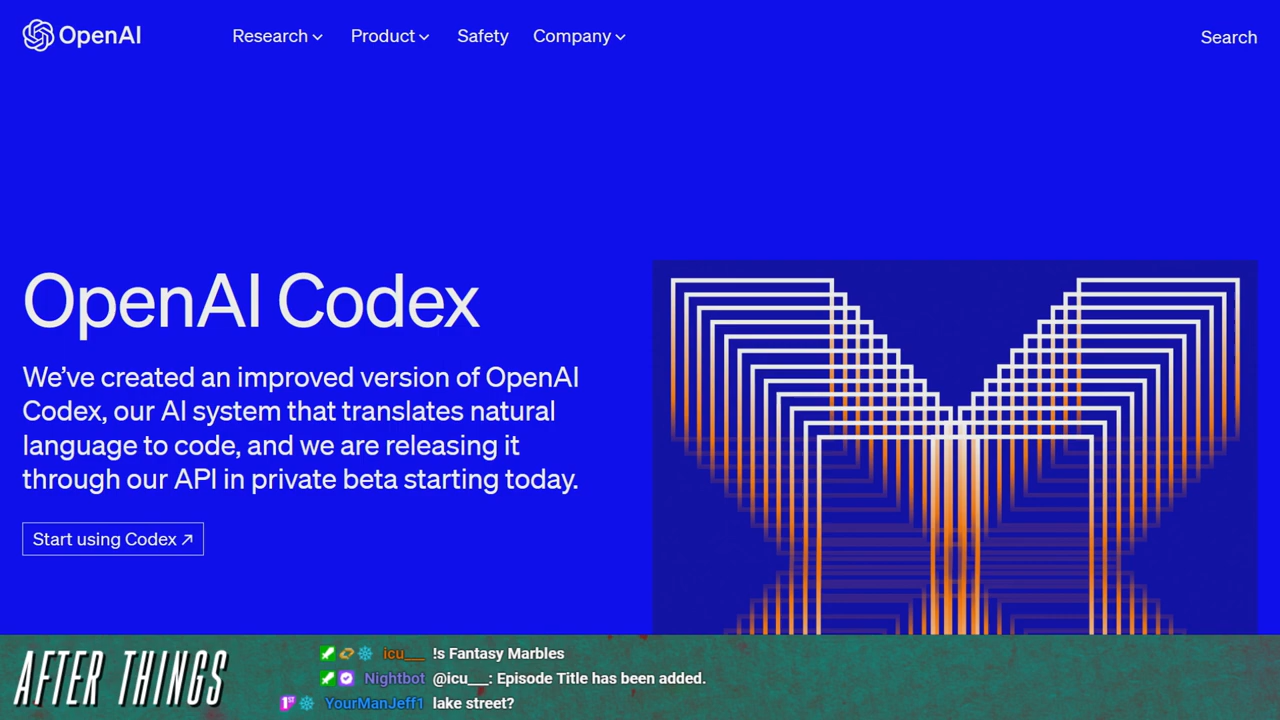 OpenAI
Research
Product
Safety
Company
Search
OpenAI Codex
We’ve created an improved version of OpenAI
Codex, our AI system that translates natural
language to code, and we are releasing it
through our API in private beta starting today.
Start using Codex ↗
AFTER THINGS
icu___ !s Fantasy Marbles
Nightbot @icu___: Episode Title has been added.
1ST YourManJeff1 lake street?